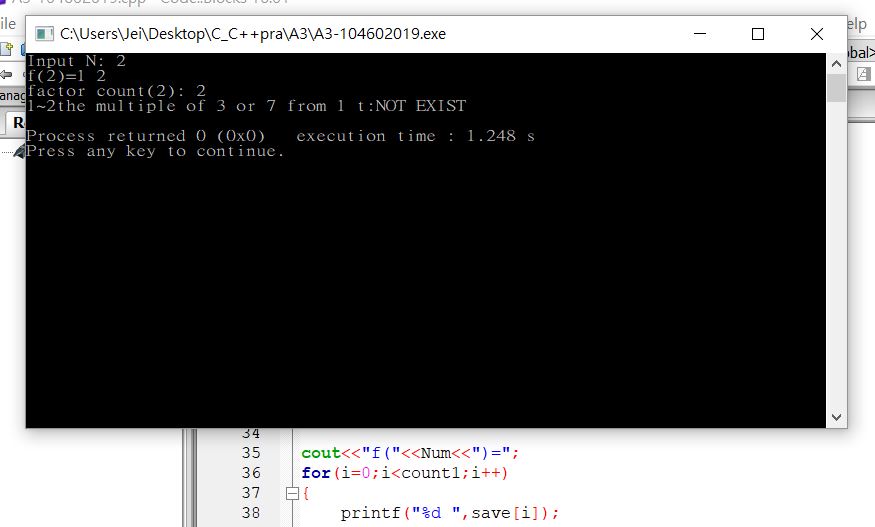 A3-104602019.cpp - Code::Blocks 16.01
ile
elp
C:\Users\Jei\Desktop\C_C++pra\A3\A3-104602019.exe
bal>
anag
R
Input N: 2
f(2)=1 2
factor count(2): 2
1~2the multiple of 3 or 7 from 1 t:NOT EXIST
Process returned 0 (0x0)   execution time : 1.248 s
Press any key to continue.
34
35 cout<<"f("<<Num<<")=";
36 for(i=0;i<count1;i++)
37 {
38 printf("%d ",save[i]);